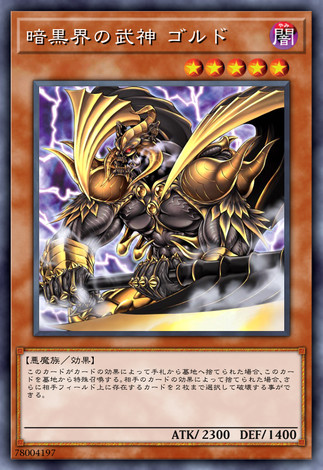 暗黒界の武神 ゴルド
やみ
闇
【悪魔族／効果】
このカードがカードの効果によって手札から墓地へ捨てられた場合、このカー
ドを墓地から特殊召喚する。相手のカードの効果によって捨てられた場合、さ
らに相手フィールド上に存在するカードを２枚まで選択して破壊する事がで
きる。
ATK/ 2300 DEF/1400
78004197